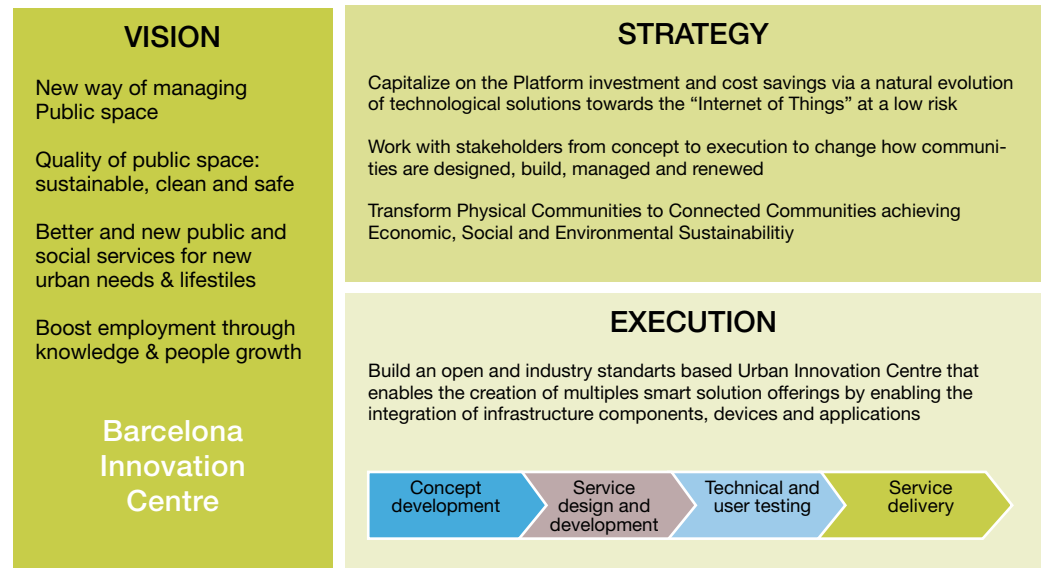 VISION
New way of managing
Public space
Quality of public space:
sustainable, clean and safe
Better and new public and
social services for new
urban needs & lifestiles
Boost employment through
knowledge & people growth
Barcelona
Innovation
Centre
STRATEGY
Capitalize on the Platform investment and cost savings via a natural evolution
of technological solutions towards the “Internet of Things” at a low risk
Work with stakeholders from concept to execution to change how communi-
ties are designed, build, managed and renewed
Transform Physical Communities to Connected Communities achieving
Economic, Social and Environmental Sustainabilitiy
EXECUTION
Build an open and industry standarts based Urban Innovation Centre that
enables the creation of multiples smart solution offerings by enabling the
integration of infrastructure components, devices and applications
Concept
development
Service
design and
development
Technical and
user testing
Service
delivery